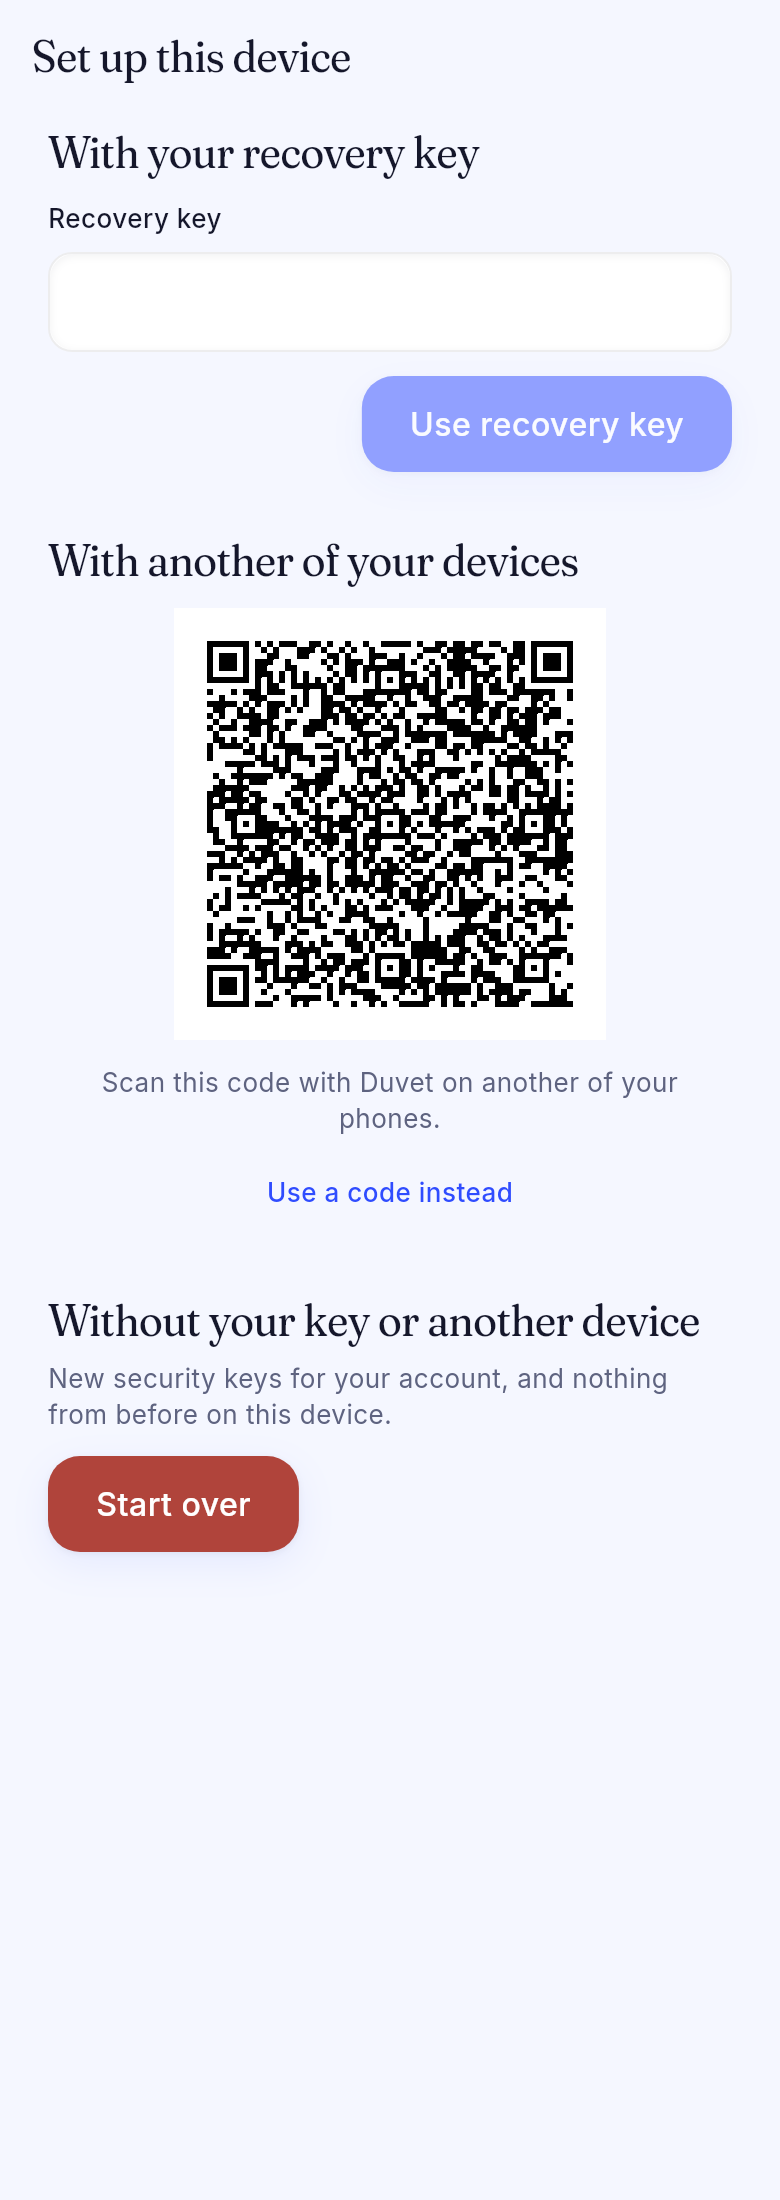 Set up this device
With your recovery key
Recovery key
Use recovery key
With another of your devices
Scan this code with Duvet on another of your
phones.
Use a code instead
Without your key or another device
New security keys for your account, and nothing
from before on this device.
Start over